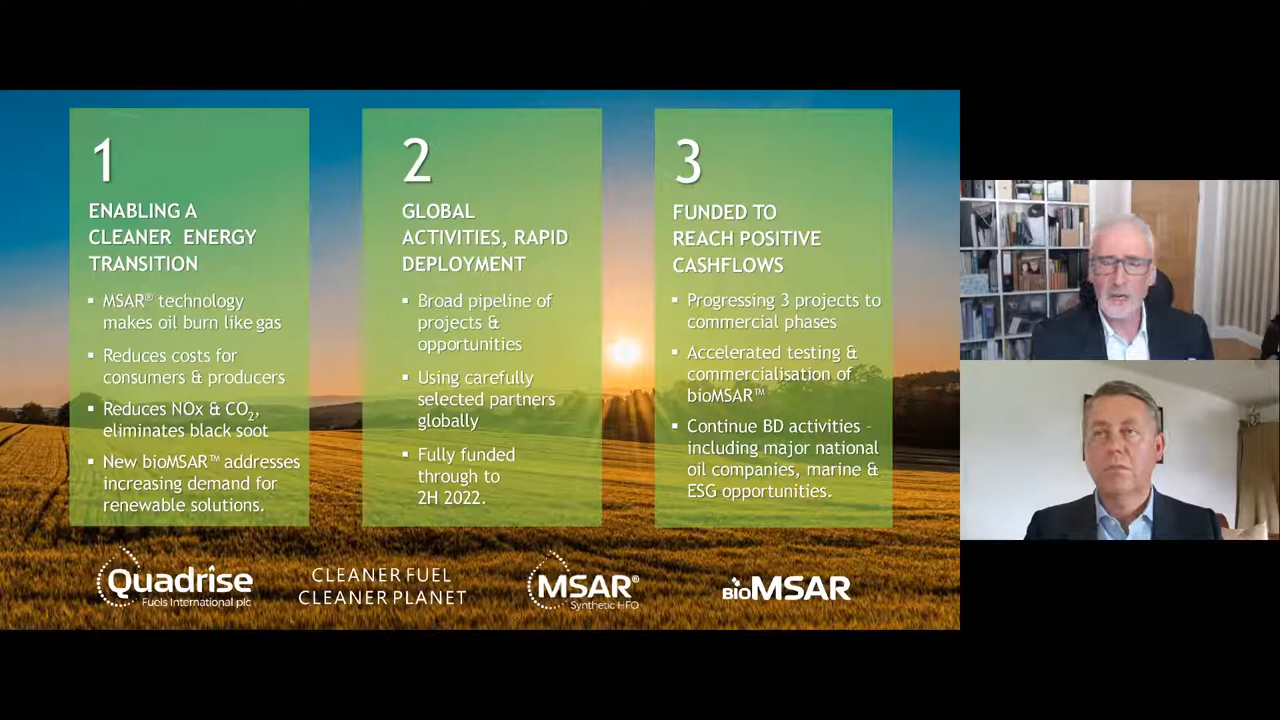 1
ENABLING A
CLEANER ENERGY
TRANSITION
▪ MSAR® technology
makes oil burn like gas
▪ Reduces costs for
consumers & producers
▪ Reduces NOx & CO2,
eliminates black soot
▪ New bioMSAR™ addresses
increasing demand for
renewable solutions.
2
GLOBAL
ACTIVITIES, RAPID
DEPLOYMENT
▪ Broad pipeline of
projects &
opportunities
▪ Using carefully
selected partners
globally
▪ Fully funded
through to
2H 2022.
3
FUNDED TO
REACH POSITIVE
CASHFLOWS
▪ Progressing 3 projects to
commercial phases
▪ Accelerated testing &
commercialisation of
bioMSAR™
▪ Continue BD activities –
including major national
oil companies, marine &
ESG opportunities.
Quadrise
Fuels International plc
CLEANER FUEL
CLEANER PLANET
MSAR®
Synthetic HFO
BIOMSAR